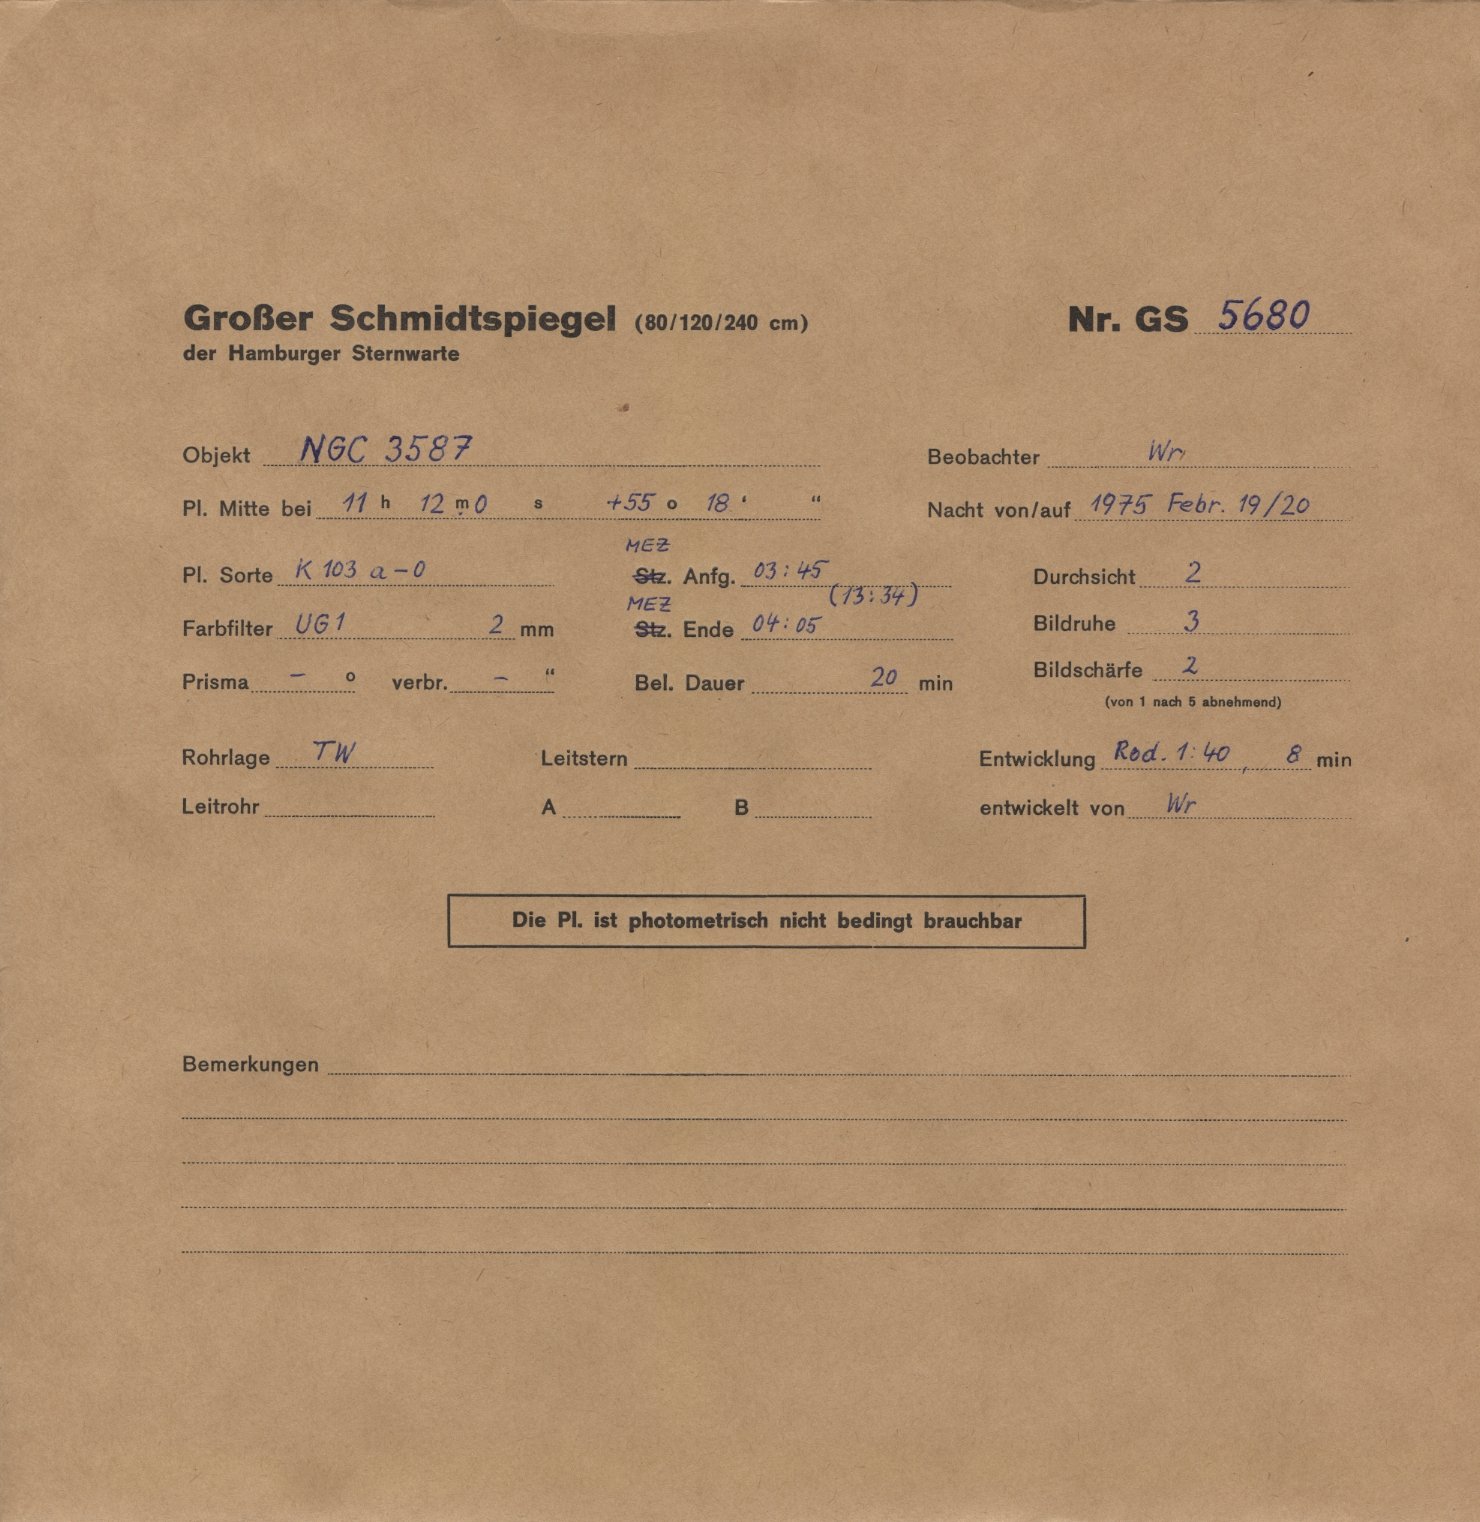 Großer Schmidtspiegel (80/120/240 cm) Nr. GS 5680
der Hamburger Sternwarte
Objekt NGC 3587 Beobachter Wr
Pl. Mitte bei 11 h 12 m 0 s +55 o 18 ‘ “ Nacht von/auf 1975 Febr. 19/20
MEZ
Pl. Sorte K 103 a-0 Stz. Anfg. 03:45 Durchsicht 2
MEZ (13:34)
Farbfilter UG1 2 mm Stz. Ende 04:05 Bildruhe 3
Prisma – o verbr. – “ Bel. Dauer 20 min Bildschärfe 2
(von 1 nach 5 abnehmend)
Rohrlage TW Leitstern Entwicklung Rod. 1:40, 8 min
Leitrohr A B entwickelt von Wr
Die Pl. ist photometrisch nicht bedingt brauchbar
Bemerkungen